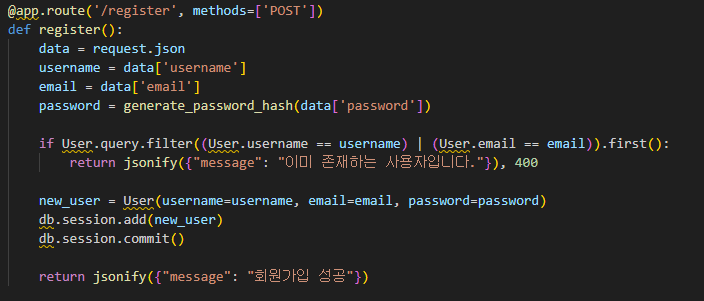 @app.route('/register', methods=['POST'])
def register():
    data = request.json
    username = data['username']
    email = data['email']
    password = generate_password_hash(data['password'])

    if User.query.filter((User.username == username) | (User.email == email)).first():
        return jsonify({"message": "이미 존재하는 사용자입니다."}), 400

    new_user = User(username=username, email=email, password=password)
    db.session.add(new_user)
    db.session.commit()

    return jsonify({"message": "회원가입 성공"})